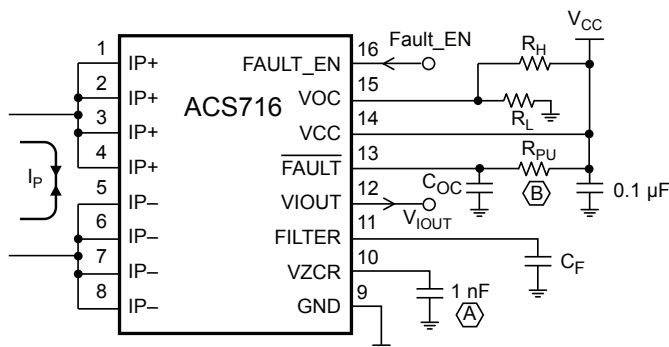 V_CC
1 IP+ FAULT_EN 16 Fault_EN R_H
2 IP+ VOC 15
ACS716
3 IP+ VCC 14 R_L
4 IP+ FAULT 13 R_PU
I_P
5 IP– VIOUT 12 C_OC B 0.1 µF
V_IOUT
6 IP– FILTER 11
7 IP– VZCR 10 C_F
8 IP– GND 9 1 nF A